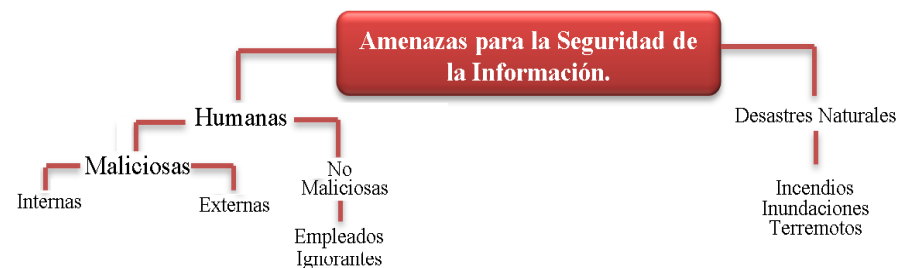 Amenazas para la Seguridad de
la Información.
Humanas
Desastres Naturales
Maliciosas
No
Maliciosas
Internas
Externas
Incendios
Inundaciones
Terremotos
Empleados
Ignorantes